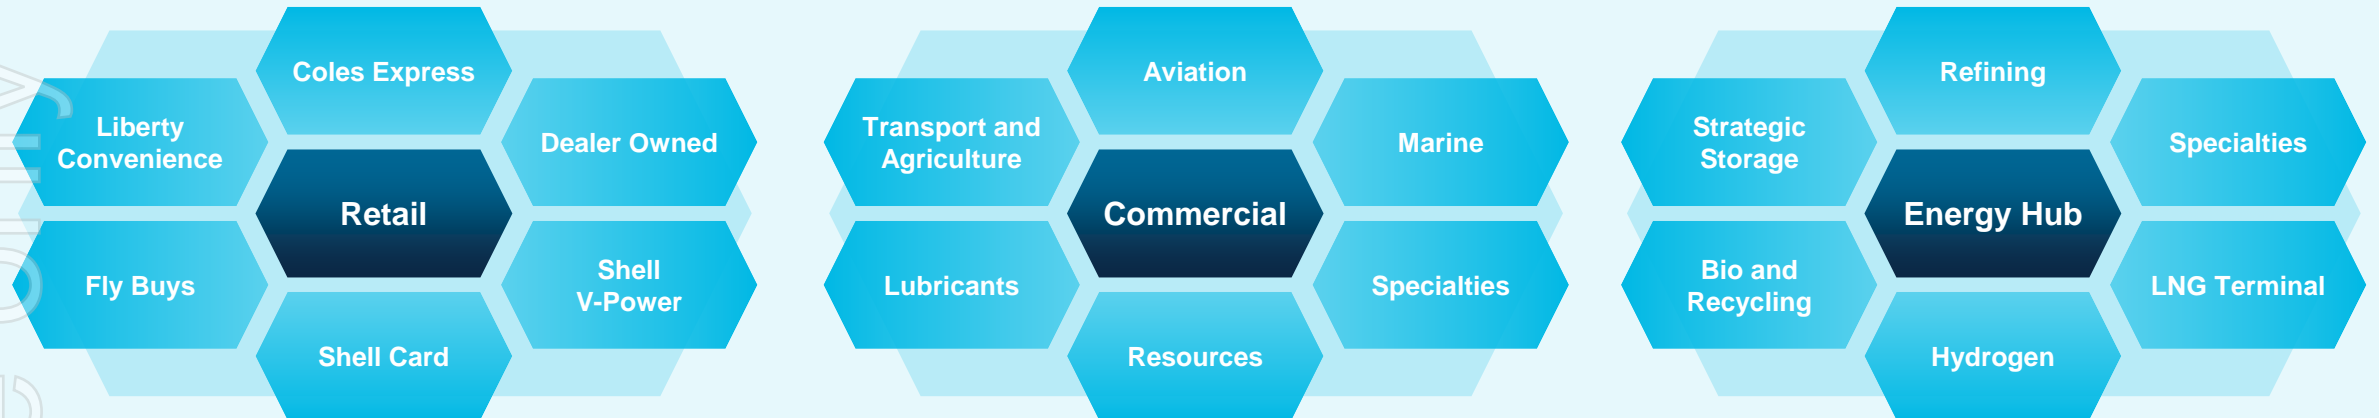 Coles Express
Liberty
Convenience
Dealer Owned
Retail
Fly Buys
Shell
V-Power
Shell Card
Aviation
Transport and
Agriculture
Marine
Commercial
Lubricants
Specialties
Resources
Refining
Strategic
Storage
Specialties
Energy Hub
Bio and
Recycling
LNG Terminal
Hydrogen